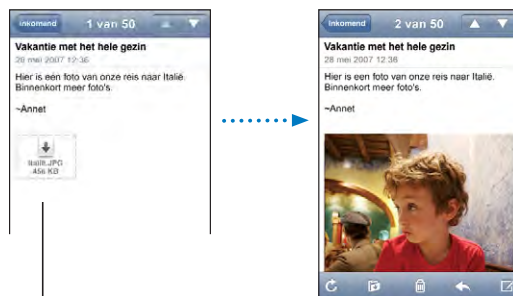 Inkomend 1 van 50
Vakantie met het hele gezin
28 mei 2007 12:36
Hier is een foto van onze reis naar Italië.
Binnenkort meer foto's.
~Annet
456 KB
Inkomend 2 van 50
Vakantie met het hele gezin
28 mei 2007 12:36
Hier is een foto van onze reis naar Italië.
Binnenkort meer foto's.
~Annet